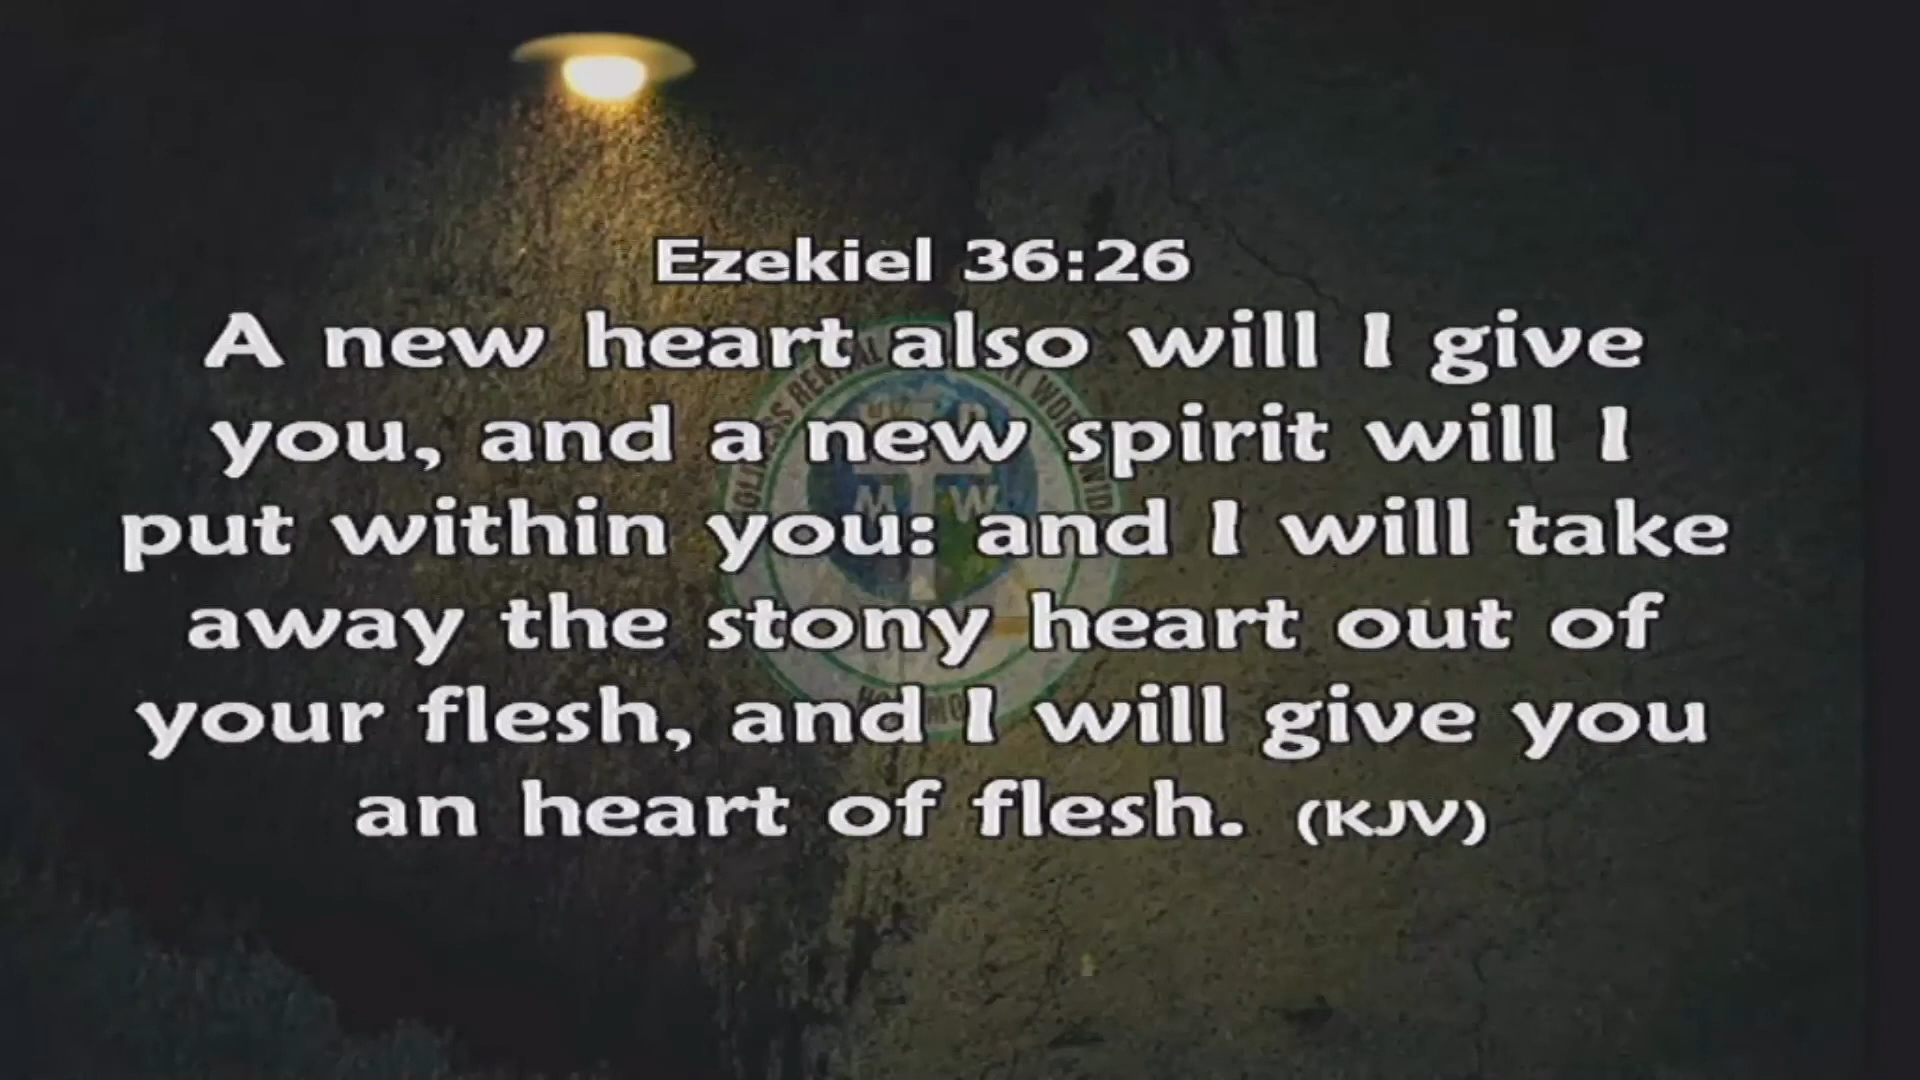 Ezekiel 36:26
A new heart also will I give
you, and a new spirit will I
put within you: and I will take
away the stony heart out of
your flesh, and I will give you
an heart of flesh. (KJV)
M W